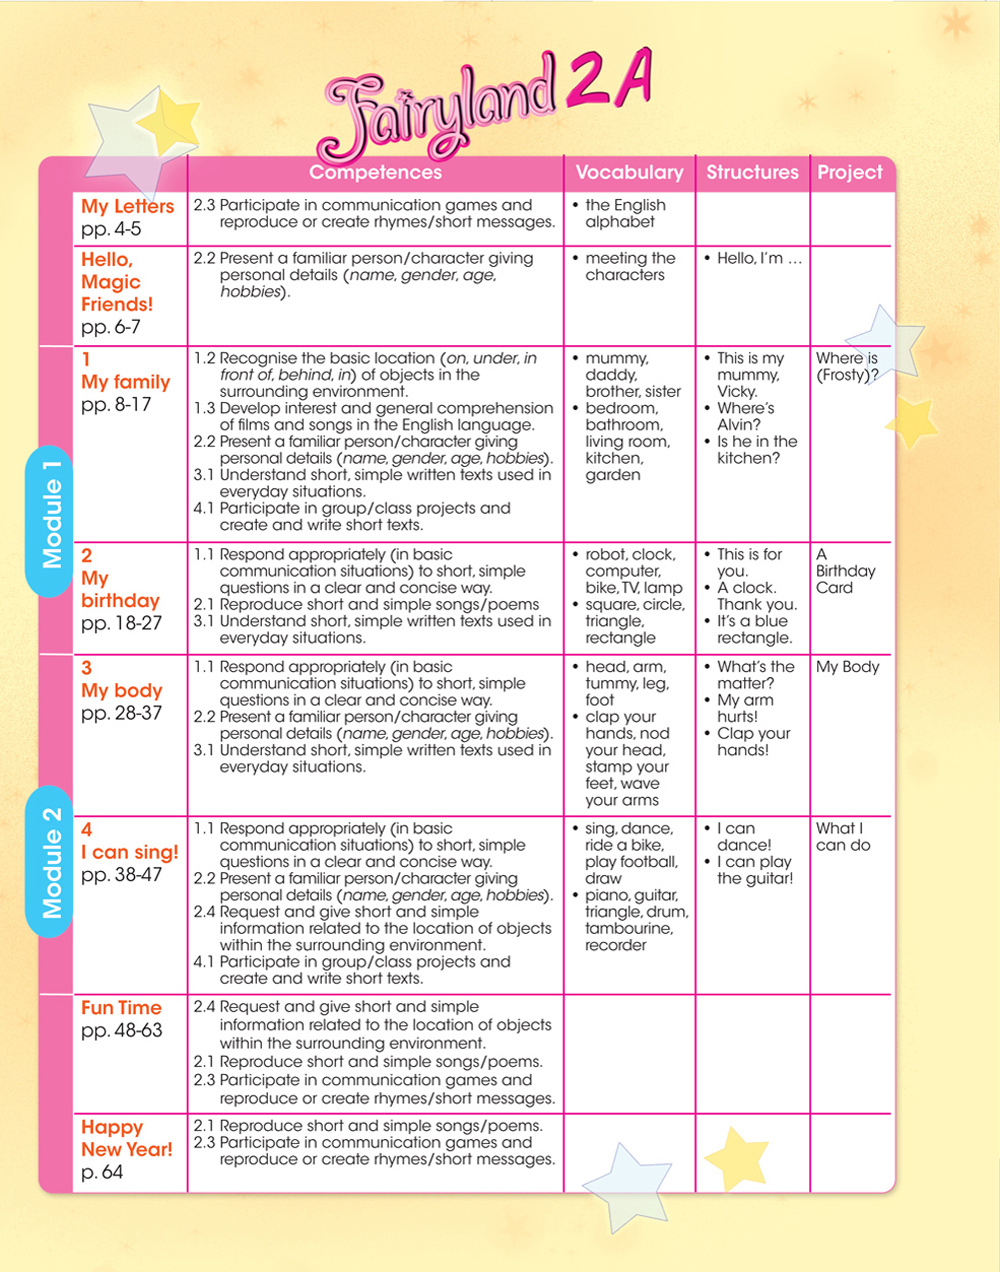 Fairyland 2A
Competences
Vocabulary
Structures
Project
My Letters
pp. 4-5
2.3 Participate in communication games and
reproduce or create rhymes/short messages.
• the English
alphabet
Hello,
Magic
Friends!
pp. 6-7
2.2 Present a familiar person/character giving
personal details (name, gender, age,
hobbies).
• meeting the
characters
• Hello, I'm ...
Module 1
1
My family
pp. 8-17
1.2 Recognise the basic location (on, under, in
front of, behind, in) of objects in the
surrounding environment.
1.3 Develop interest and general comprehension
of films and songs in the English language.
2.2 Present a familiar person/character giving
personal details (name, gender, age, hobbies).
3.1 Understand short, simple written texts used in
everyday situations.
4.1 Participate in group/class projects and
create and write short texts.
• mummy,
daddy,
brother, sister
• bedroom,
bathroom,
living room,
kitchen,
garden
• This is my
mummy,
Vicky.
• Where's
Alvin?
• Is he in the
kitchen?
Where is
(Frosty)?
2
My
birthday
pp. 18-27
1.1 Respond appropriately (in basic
communication situations) to short, simple
questions in a clear and concise way.
2.1 Reproduce short and simple songs/poems
3.1 Understand short, simple written texts used in
everyday situations.
• robot, clock,
computer,
bike, TV, lamp
• square, circle,
triangle,
rectangle
• This is for
you.
• A clock.
Thank you.
• It's a blue
rectangle.
A
Birthday
Card
Module 2
3
My body
pp. 28-37
1.1 Respond appropriately (in basic
communication situations) to short, simple
questions in a clear and concise way.
2.2 Present a familiar person/character giving
personal details (name, gender, age, hobbies).
3.1 Understand short, simple written texts used in
everyday situations.
• head, arm,
tummy, leg,
foot
• clap your
hands, nod
your head,
stamp your
feet, wave
your arms
• What's the
matter?
• My arm
hurts!
• Clap your
hands!
My Body
4
I can sing!
pp. 38-47
1.1 Respond appropriately (in basic
communication situations) to short, simple
questions in a clear and concise way.
2.2 Present a familiar person/character giving
personal details (name, gender, age, hobbies).
2.4 Request and give short and simple
information related to the location of objects
within the surrounding environment.
4.1 Participate in group/class projects and
create and write short texts.
• sing, dance,
ride a bike,
play football,
draw
• piano, guitar,
triangle, drum,
tambourine,
recorder
• I can
dance!
• I can play
the guitar!
What I
can do
Fun Time
pp. 48-63
2.4 Request and give short and simple
information related to the location of objects
within the surrounding environment.
2.1 Reproduce short and simple songs/poems.
2.3 Participate in communication games and
reproduce or create rhymes/short messages.
Happy
New Year!
p. 64
2.1 Reproduce short and simple songs/poems.
2.3 Participate in communication games and
reproduce or create rhymes/short messages.